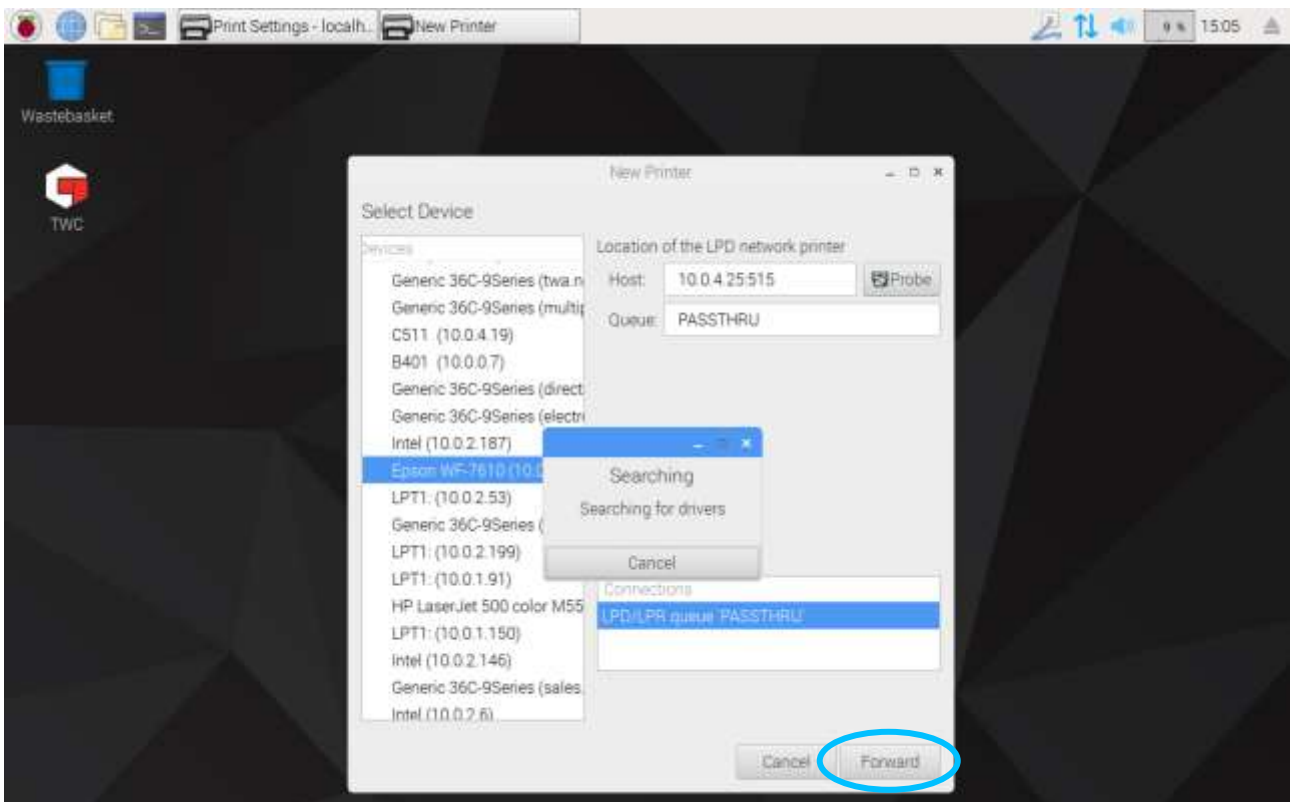 Print Settings - localh..
New Printer
9 %
15:05
Wastebasket
TWC
New Printer
Select Device
Devices
Generic 36C-9Series (twa.n
Generic 36C-9Series (multip
C511 (10.0.4.19)
B401 (10.0.0.7)
Generic 36C-9Series (direct
Generic 36C-9Series (electr
Intel (10.0.2.187)
Epson WF-7610 (10.0
LPT1: (10.0.2.53)
Generic 36C-9Series (
LPT1: (10.0.2.199)
LPT1: (10.0.1.91)
HP LaserJet 500 color M55
LPT1: (10.0.1.150)
Intel (10.0.2.146)
Generic 36C-9Series (sales.
Intel (10.0.2.6)
Location of the LPD network printer
Host: 10.0.4.25:515 Probe
Queue: PASSTHRU
Searching
Searching for drivers
Cancel
Connections
LPD/LPR queue 'PASSTHRU'
Cancel Forward